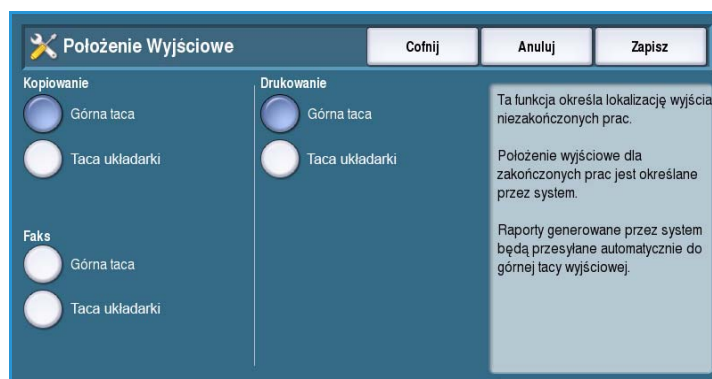 Położenie Wyjściowe
Cofnij
Anuluj
Zapisz
Kopiowanie
Górna taca
Taca układarki
Faks
Górna taca
Taca układarki
Drukowanie
Górna taca
Taca układarki
Ta funkcja określa lokalizację wyjścia
niezakończonych prac.
Położenie wyjściowe dla
zakończonych prac jest określane
przez system.
Raporty generowane przez system
będą przesyłane automatycznie do
górnej tacy wyjściowej.